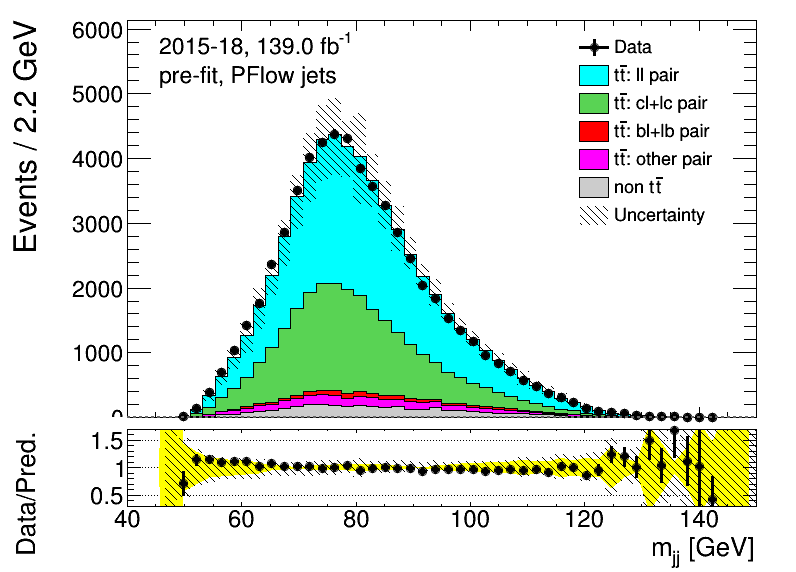 Events / 2.2 GeV
6000
5000
4000
3000
2000
1000
0
2015-18, 139.0 fb⁻¹
pre-fit, PFlow jets
Data
tt̄: ll pair
tt̄: cl+lc pair
tt̄: bl+lb pair
tt̄: other pair
non tt̄
Uncertainty
Data/Pred.
1.5
1
0.5
40 60 80 100 120 140
m_jj [GeV]